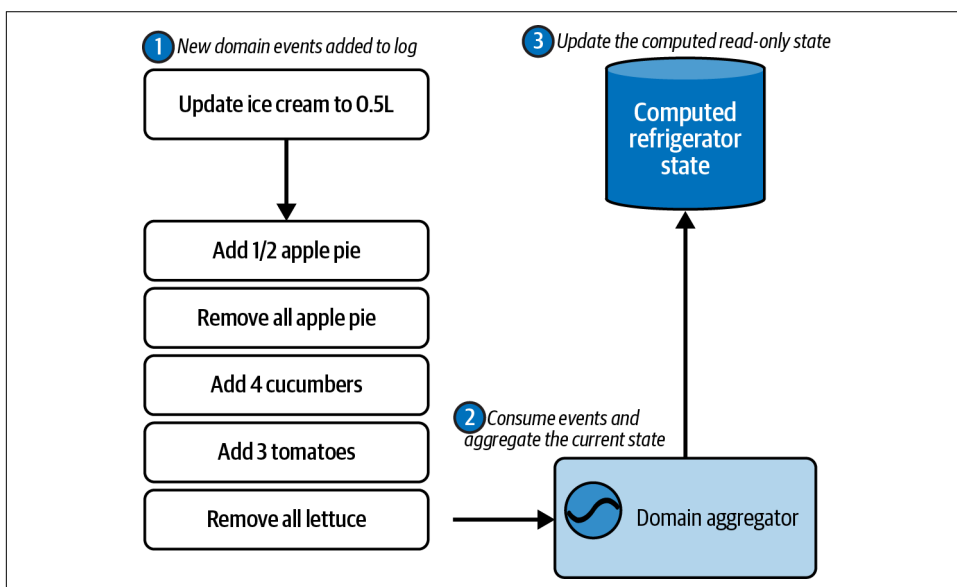 1 New domain events added to log
Update ice cream to 0.5L
Add 1/2 apple pie
Remove all apple pie
Add 4 cucumbers
Add 3 tomatoes
Remove all lettuce
2 Consume events and
aggregate the current state
Domain aggregator
3 Update the computed read-only state
Computed
refrigerator
state